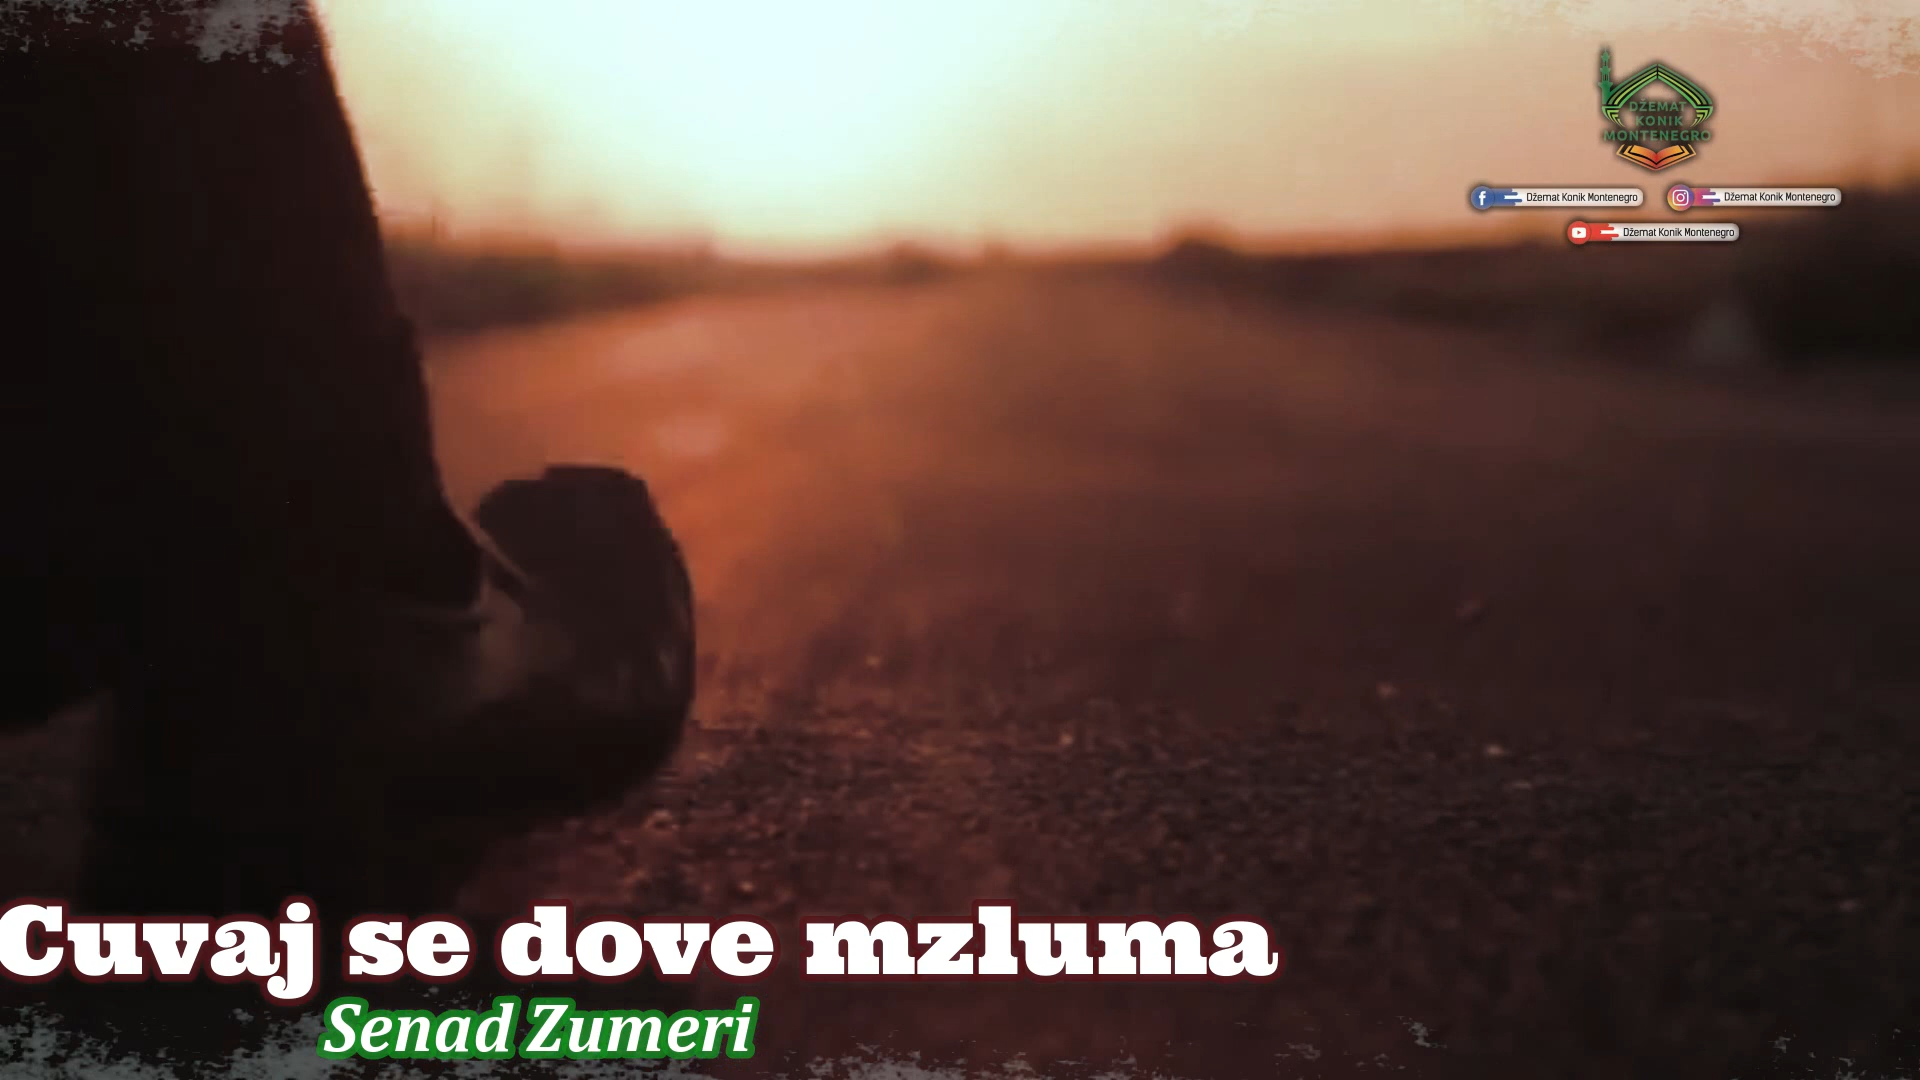 DŽEMAT
KONIK
MONTENEGRO
Džemat Konik Montenegro
Džemat Konik Montenegro
Džemat Konik Montenegro
Cuvaj se dove mzluma
Senad Zumeri